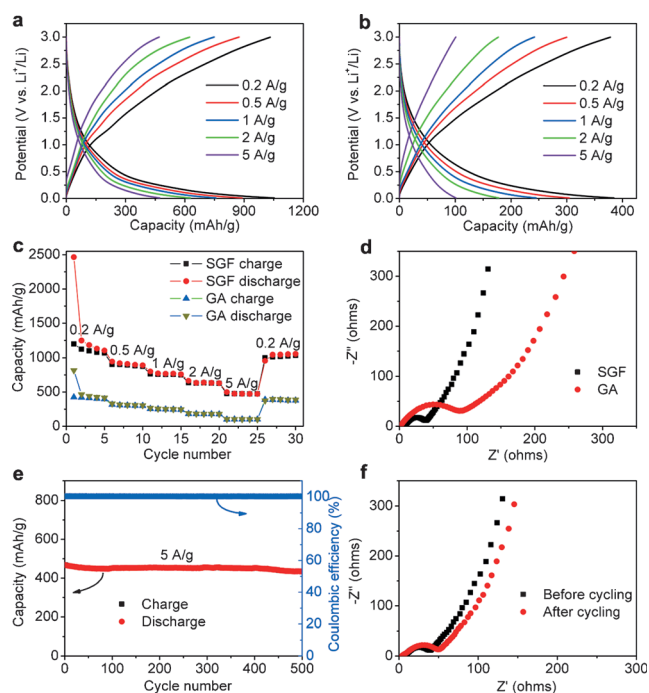 a
3.0
2.5
2.0
1.5
1.0
0.5
0.0
Potential (V vs. Li⁺/Li)
0.2 A/g
0.5 A/g
1 A/g
2 A/g
5 A/g
0 300 600 900 1200
Capacity (mAh/g)
b
3.0
2.5
2.0
1.5
1.0
0.5
0.0
Potential (V vs. Li⁺/Li)
0.2 A/g
0.5 A/g
1 A/g
2 A/g
5 A/g
0 100 200 300 400
Capacity (mAh/g)
c
2500
2000
1500
1000
500
0
Capacity (mAh/g)
SGF charge
SGF discharge
GA charge
GA discharge
0.2 A/g
0.5 A/g
1 A/g
2 A/g
5 A/g
0.2 A/g
0 5 10 15 20 25 30
Cycle number
d
300
200
100
0
-Z" (ohms)
SGF
GA
0 100 200 300
Z' (ohms)
e
800
600
400
200
0
Capacity (mAh/g)
5 A/g
Charge
Discharge
100
80
60
40
20
0
Coulombic efficiency (%)
0 100 200 300 400 500
Cycle number
f
300
200
100
0
-Z" (ohms)
Before cycling
After cycling
0 100 200 300
Z' (ohms)